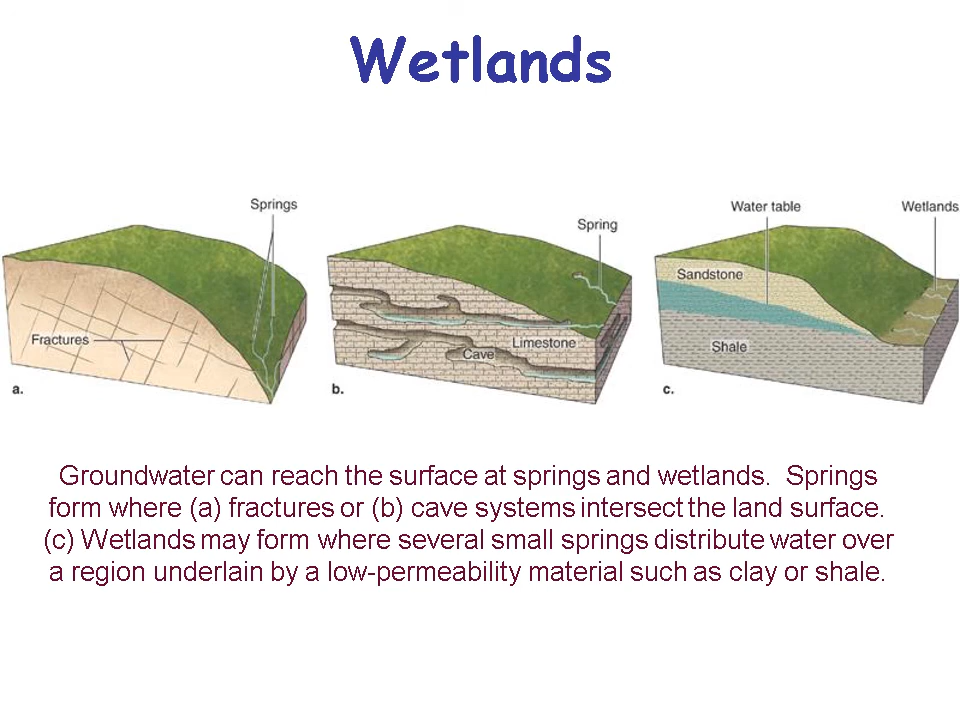 Wetlands
Springs
Fractures
a.
Spring
Limestone
Cave
b.
Water table
Wetlands
Sandstone
Shale
c.
Groundwater can reach the surface at springs and wetlands.  Springs
form where (a) fractures or (b) cave systems intersect the land surface.
(c) Wetlands may form where several small springs distribute water over
a region underlain by a low-permeability material such as clay or shale.